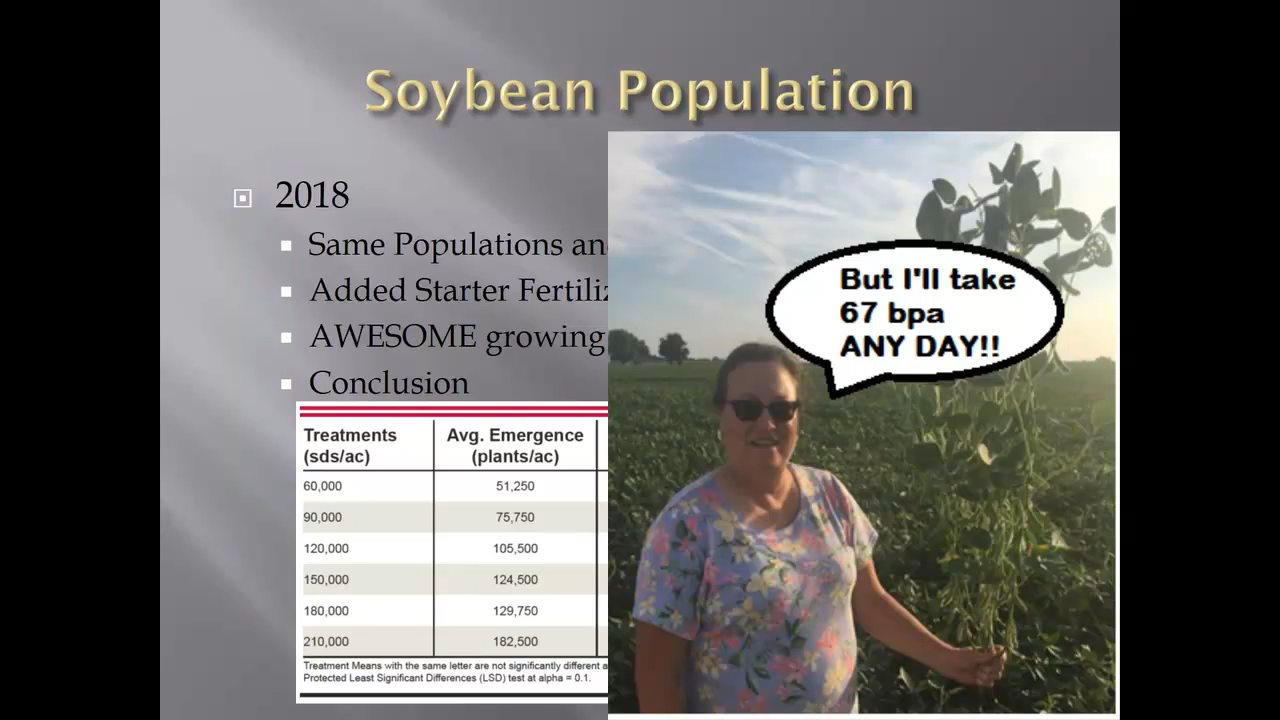 Soybean Population
2018
Same Populations an
Added Starter Fertiliz
AWESOME growing
Conclusion
But I'll take
67 bpa
ANY DAY!!
Treatments (sds/ac) Avg. Emergence (plants/ac)
60,000 51,250
90,000 75,750
120,000 105,500
150,000 124,500
180,000 129,750
210,000 182,500
Treatment Means with the same letter are not significantly different a
Protected Least Significant Differences (LSD) test at alpha = 0.1.